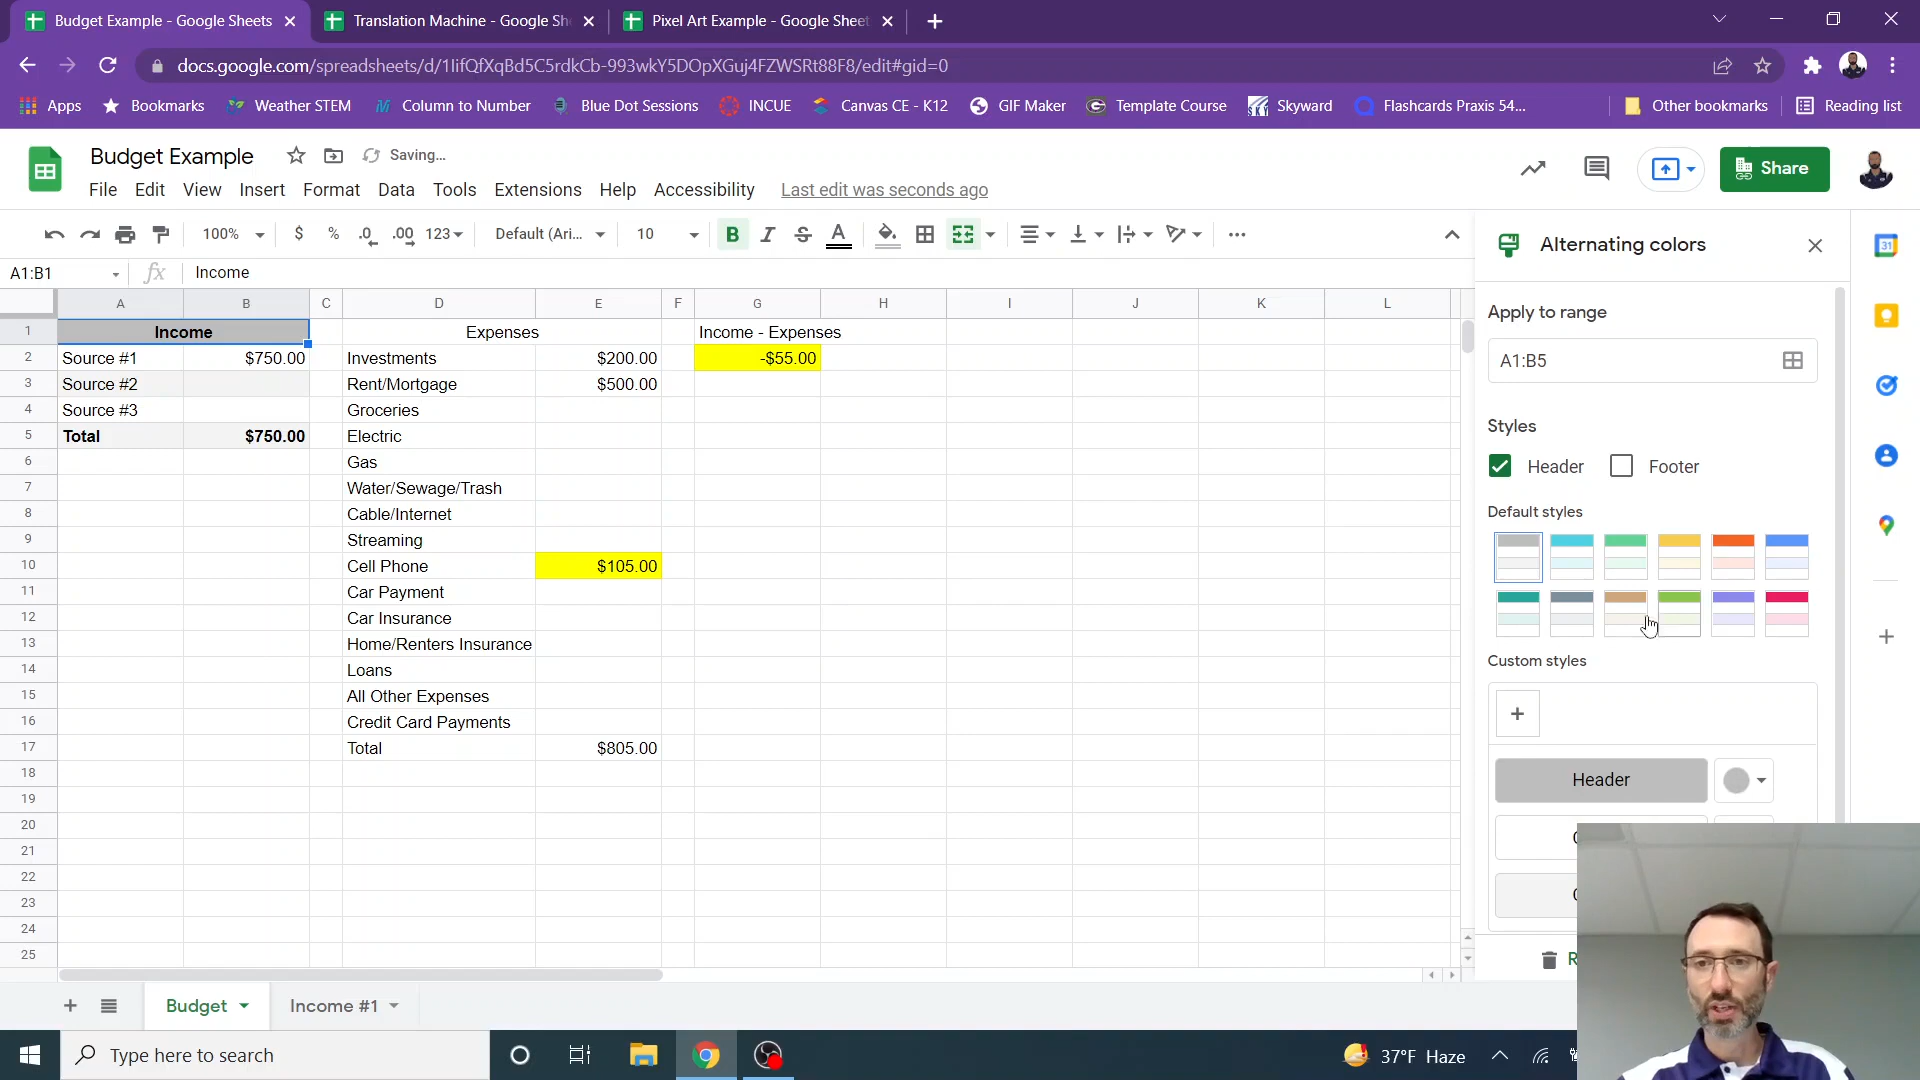 Budget Example - Google Sheets
Translation Machine - Google Sh
Pixel Art Example - Google Sheet
docs.google.com/spreadsheets/d/1IifQfXqBd5C5rdkCb-993wkY5DOpXGuj4FZWSRt88F8/edit#gid=0
Apps Bookmarks Weather STEM Column to Number Blue Dot Sessions INCUE Canvas CE - K12 GIF Maker Template Course Skyward Flashcards Praxis 54... Other bookmarks Reading list
Budget Example Saving...
File Edit View Insert Format Data Tools Extensions Help Accessibility Last edit was seconds ago
Share
100% $ % .0 .00 123 Default (Ari... 10 B I S A
A1:B1 fx Income
A B C D E F G H I J K L
1 Income Expenses Income - Expenses
2 Source #1 $750.00 Investments $200.00 -$55.00
3 Source #2 Rent/Mortgage $500.00
4 Source #3 Groceries
5 Total $750.00 Electric
6 Gas
7 Water/Sewage/Trash
8 Cable/Internet
9 Streaming
10 Cell Phone $105.00
11 Car Payment
12 Car Insurance
13 Home/Renters Insurance
14 Loans
15 All Other Expenses
16 Credit Card Payments
17 Total $805.00
18
19
20
21
22
23
24
25
Alternating colors
Apply to range
A1:B5
Styles
Header Footer
Default styles
Custom styles
+
Header
31
Budget Income #1
Type here to search
37°F Haze